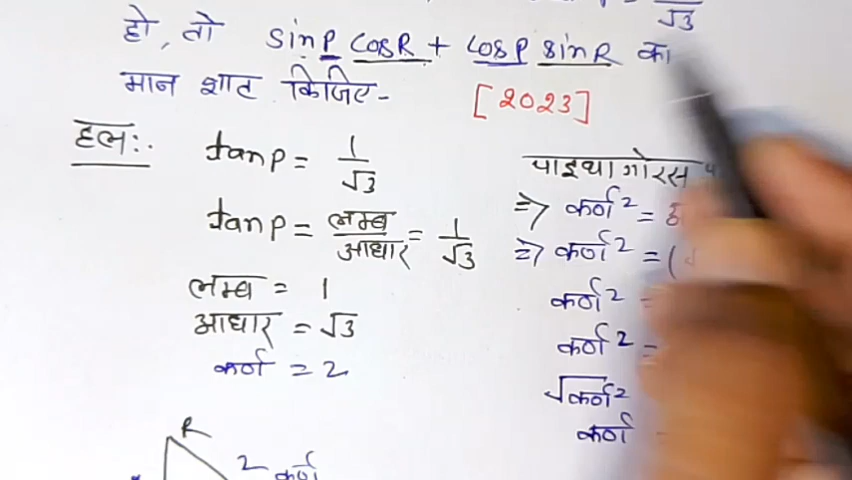 √3
हो, तो sinP cosR + cosP sinR का
मान ज्ञात किजिए- [2023]
हल:-
tanP = 1/√3
tanP = लम्ब/आधार = 1/√3
लम्ब = 1
आधार = √3
कर्ण = 2
पाइथागोरस
⇒ कर्ण² =
⇒ कर्ण² = (
कर्ण² =
कर्ण² =
√कर्ण²
कर्ण
R
2 कर्ण